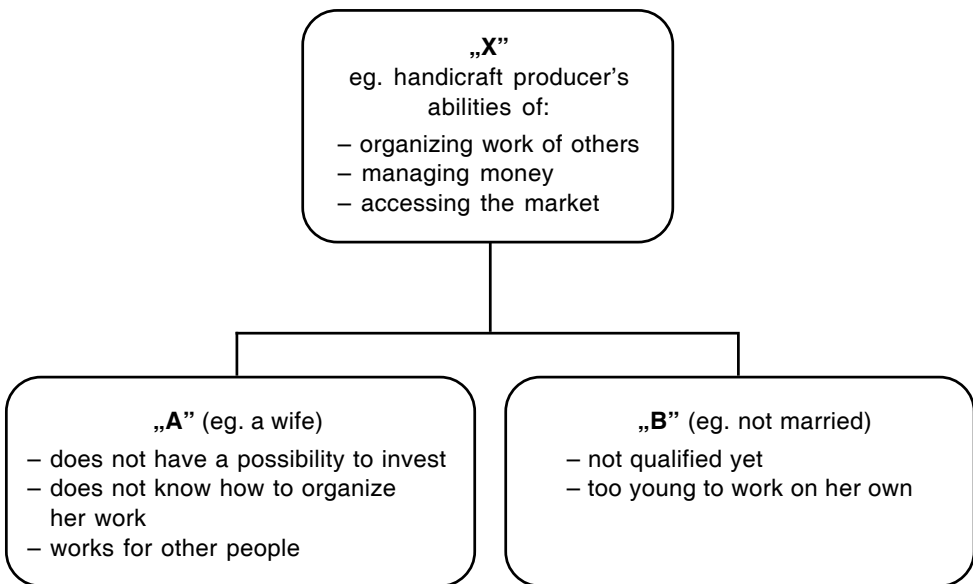 „X”
eg. handicraft producer's
abilities of:
– organizing work of others
– managing money
– accessing the market
„A” (eg. a wife)
– does not have a possibility to invest
– does not know how to organize
her work
– works for other people
„B” (eg. not married)
– not qualified yet
– too young to work on her own